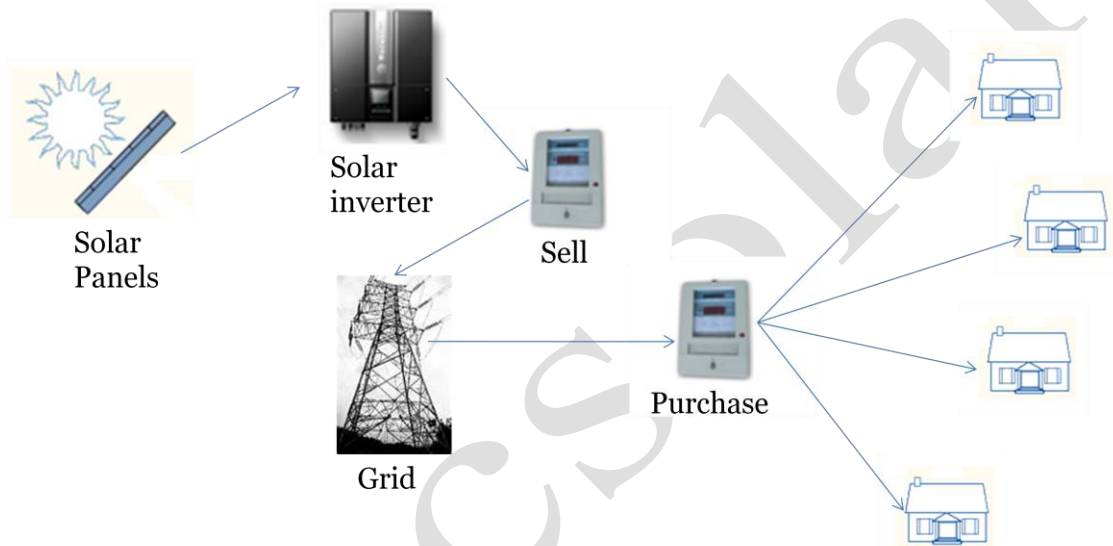 Solar
inverter
Solar
Panels
Sell
Purchase
Grid